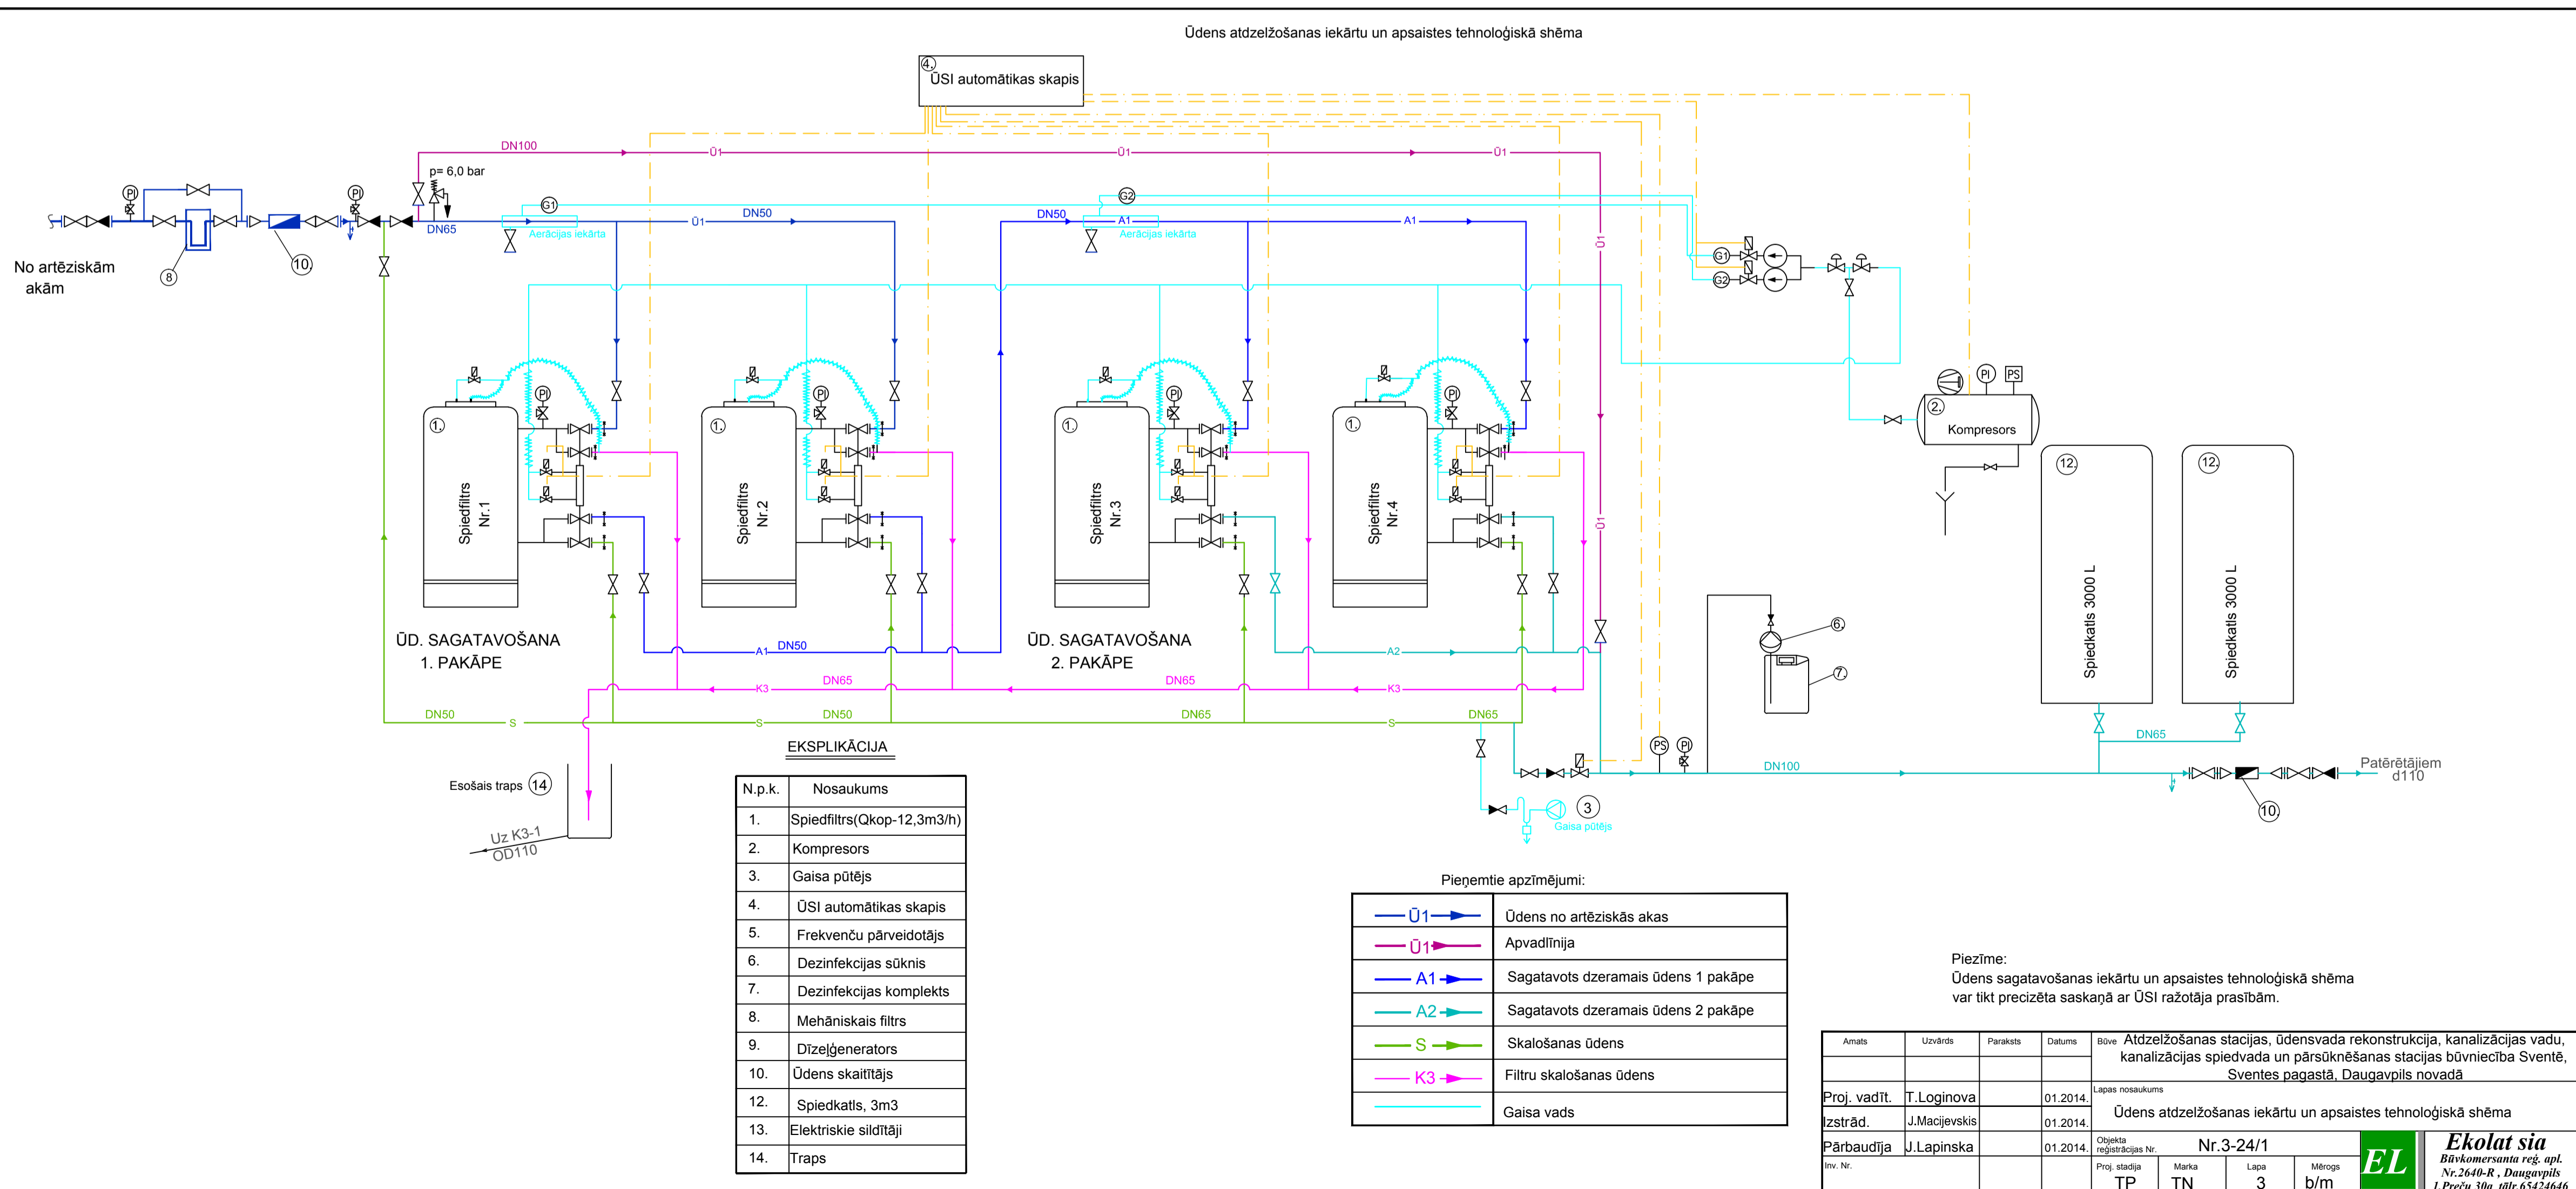 Ūdens atdzelžošanas iekārtu un apsaistes tehnoloģiskā shēma
4.
ŪSI automātikas skapis
DN100
Ū1
Ū1
Ū1
p= 6,0 bar
PI
PI
DN65
G1
Aerācijas iekārta
Ū1
DN50
DN50
G2
A1
Aerācijas iekārta
A1
Ū1
G1
G2
No artēziskām
akām
8
10.
PI
PI
PI
PI
1.
1.
1.
1.
Spiedfiltrs
Nr.1
Spiedfiltrs
Nr.2
Spiedfiltrs
Nr.3
Spiedfiltrs
Nr.4
Ū1
PI
PS
2.
Kompresors
12.
12.
Spiedkatls 3000 L
Spiedkatls 3000 L
ŪD. SAGATAVOŠANA
1. PAKĀPE
ŪD. SAGATAVOŠANA
2. PAKĀPE
A1
DN50
A2
6.
7.
K3
DN65
DN65
K3
DN50
S
S
DN50
DN65
S
DN65
PS
PI
DN100
DN65
Patērētājiem
d110
10.
3
Gaisa pūtējs
Esošais traps
14
Uz K3-1
OD110
EKSPLIKĀCIJA
N.p.k. Nosaukums
1. Spiedfiltrs(Qkop-12,3m3/h)
2. Kompresors
3. Gaisa pūtējs
4. ŪSI automātikas skapis
5. Frekvenču pārveidotājs
6. Dezinfekcijas sūknis
7. Dezinfekcijas komplekts
8. Mehāniskais filtrs
9. Dīzeļģenerators
10. Ūdens skaitītājs
12. Spiedkatls, 3m3
13. Elektriskie sildītāji
14. Traps
Pieņemtie apzīmējumi:
Ū1 Ūdens no artēziskās akas
Ū1 Apvadlīnija
A1 Sagatavots dzeramais ūdens 1 pakāpe
A2 Sagatavots dzeramais ūdens 2 pakāpe
S Skalošanas ūdens
K3 Filtru skalošanas ūdens
Gaisa vads
Piezīme:
Ūdens sagatavošanas iekārtu un apsaistes tehnoloģiskā shēma
var tikt precizēta saskaņā ar ŪSI ražotāja prasībām.
Amats Uzvārds Paraksts Datums
Būve Atdzelžošanas stacijas, ūdensvada rekonstrukcija, kanalizācijas vadu,
kanalizācijas spiedvada un pārsūknēšanas stacijas būvniecība Sventē,
Sventes pagastā, Daugavpils novadā
Proj. vadīt. T.Loginova 01.2014.
Lapas nosaukums
Ūdens atdzelžošanas iekārtu un apsaistes tehnoloģiskā shēma
Izstrād. J.Macijevskis 01.2014.
Pārbaudīja J.Lapinska 01.2014.
Objekta
reģistrācijas Nr. Nr.3-24/1
Inv. Nr.
Proj. stadija Marka Lapa Mērogs
TP TN 3 b/m
EL
Ekolat sia
Būvkomersanta reģ. apl.
Nr.2640-R , Daugavpils
1.Preču 30a, tālr.65424646.